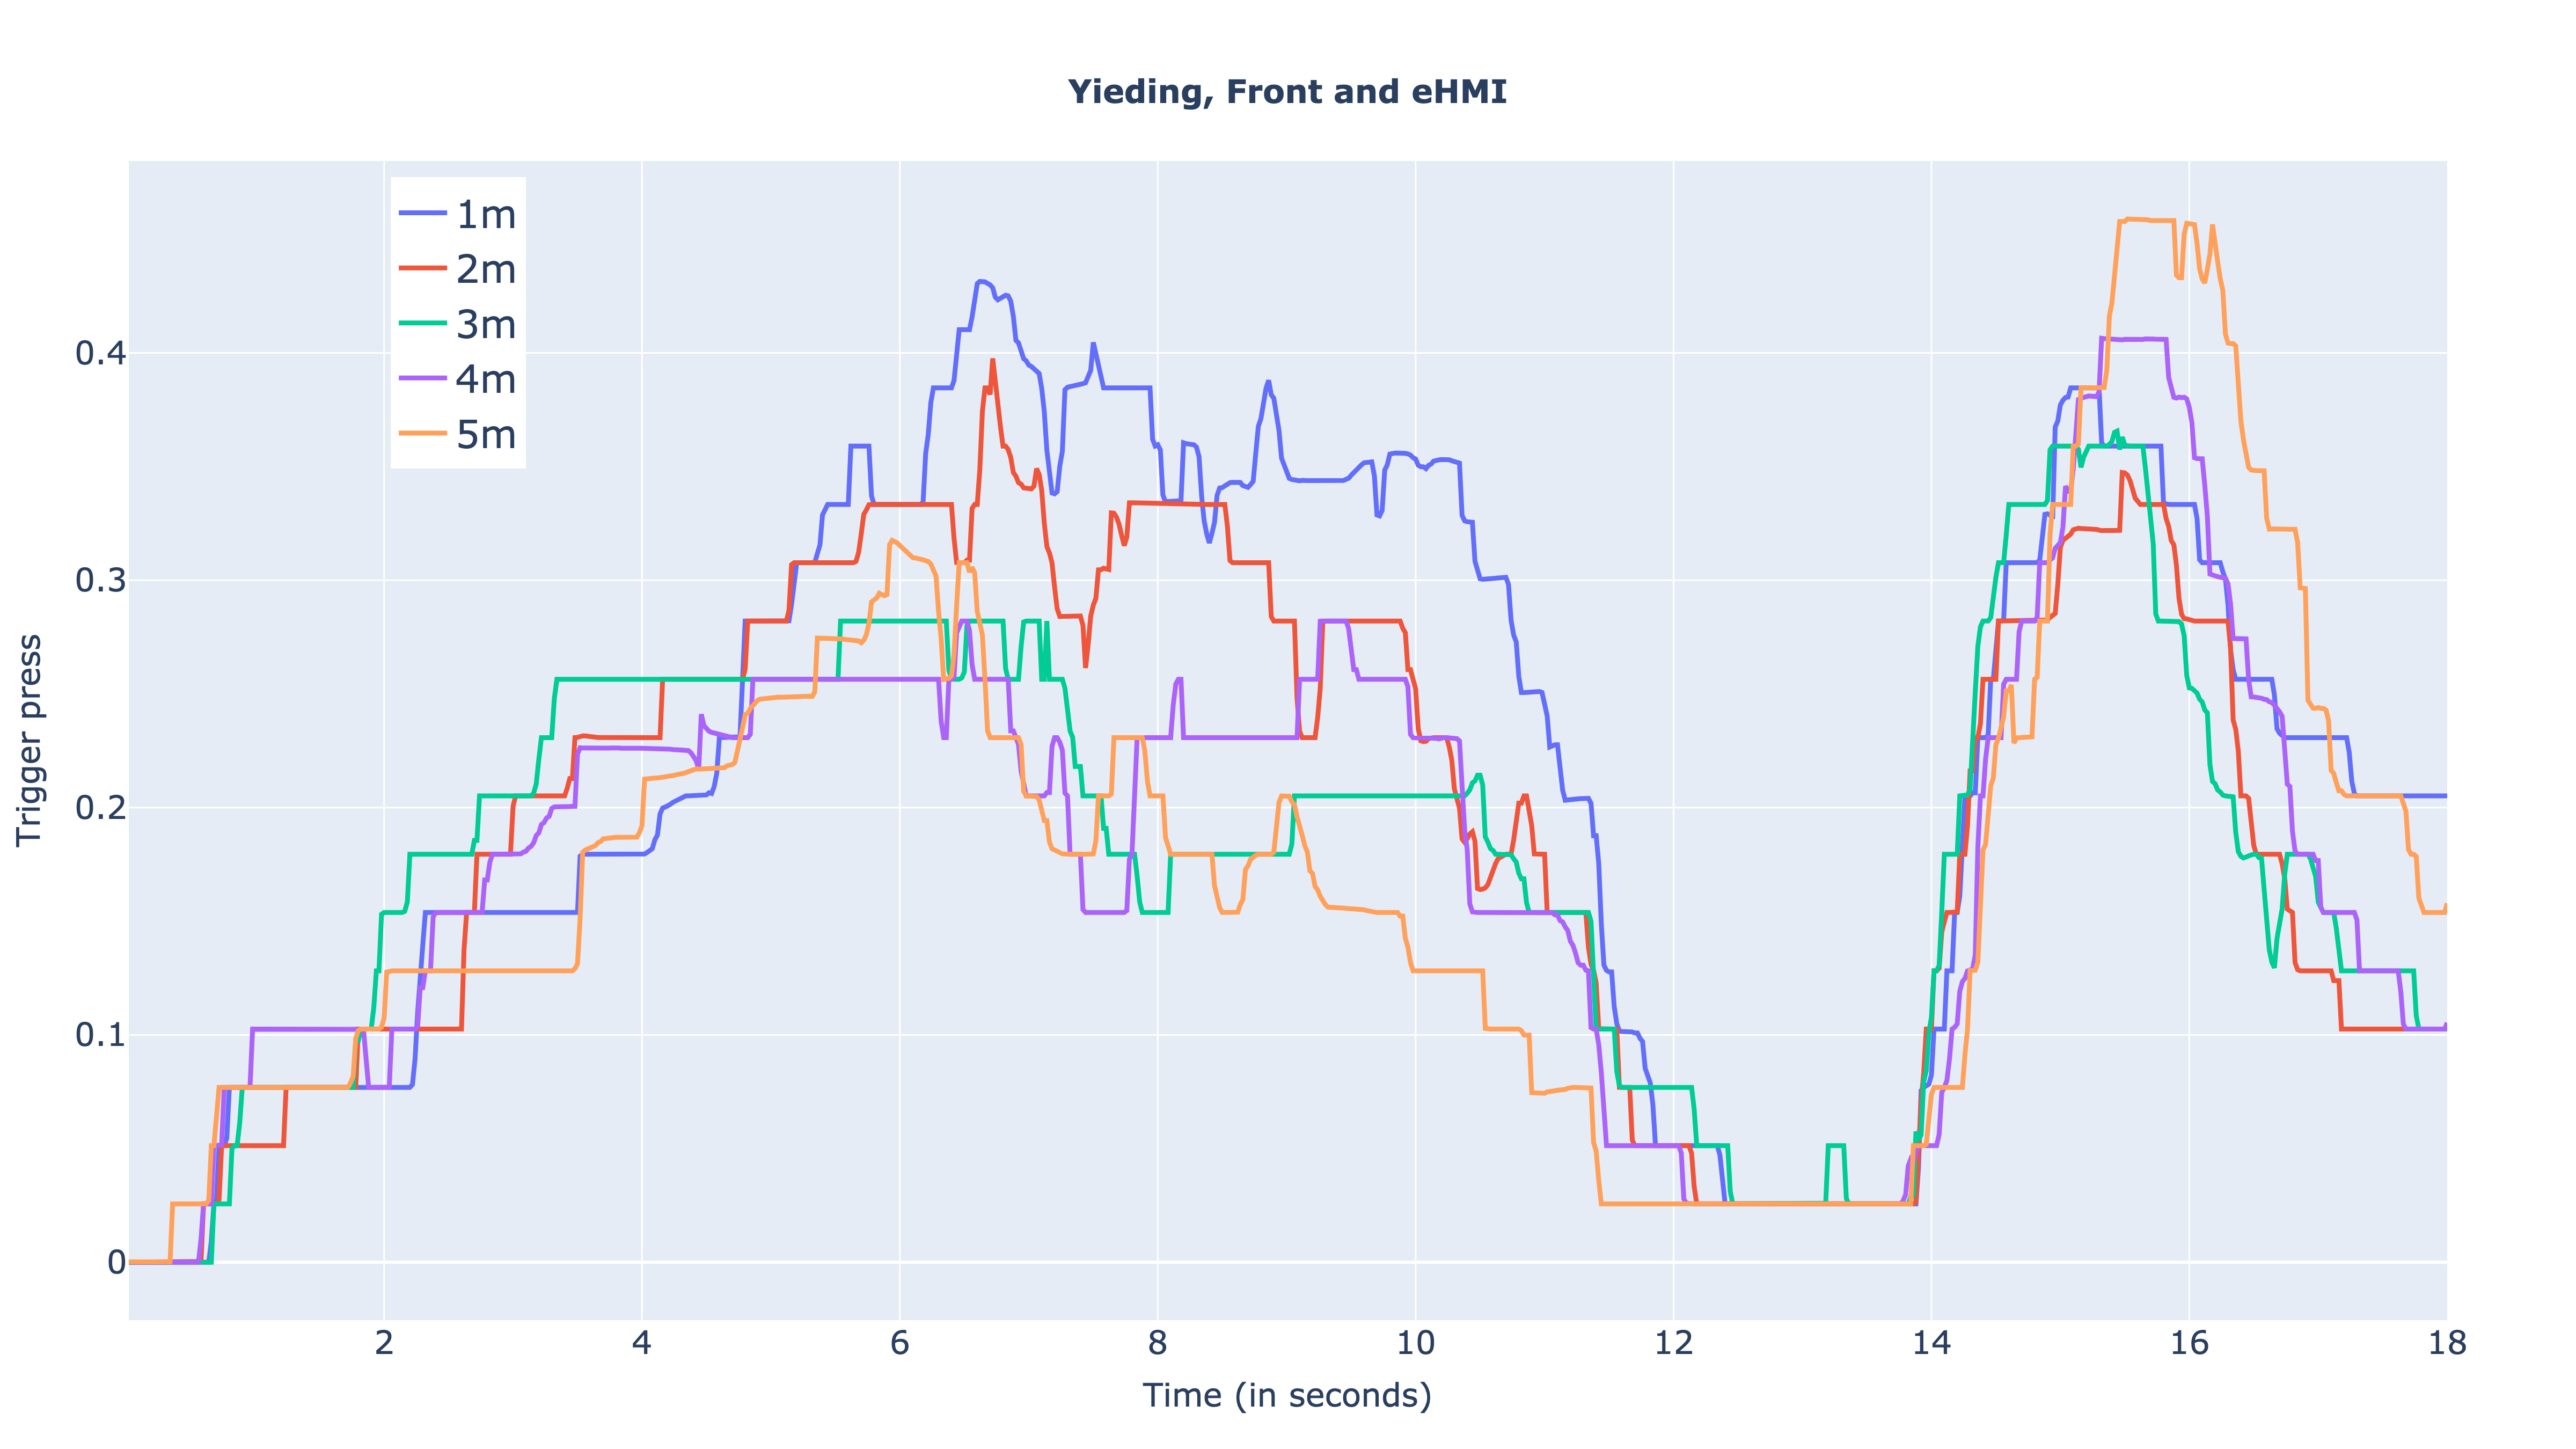 Yieding, Front and eHMI
1m
2m
3m
4m
5m
0.4
0.3
0.2
0.1
0
Trigger press
2 4 6 8 10 12 14 16 18
Time (in seconds)